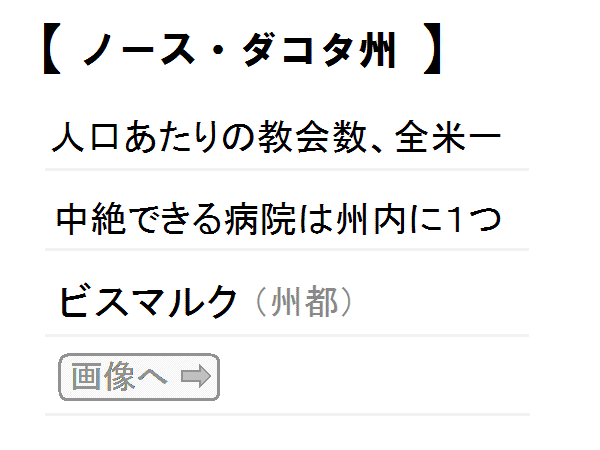 【 ノース・ダコタ州 】
人口あたりの教会数、全米一
中絶できる病院は州内に１つ
ビスマルク（州都）
画像へ ⇨